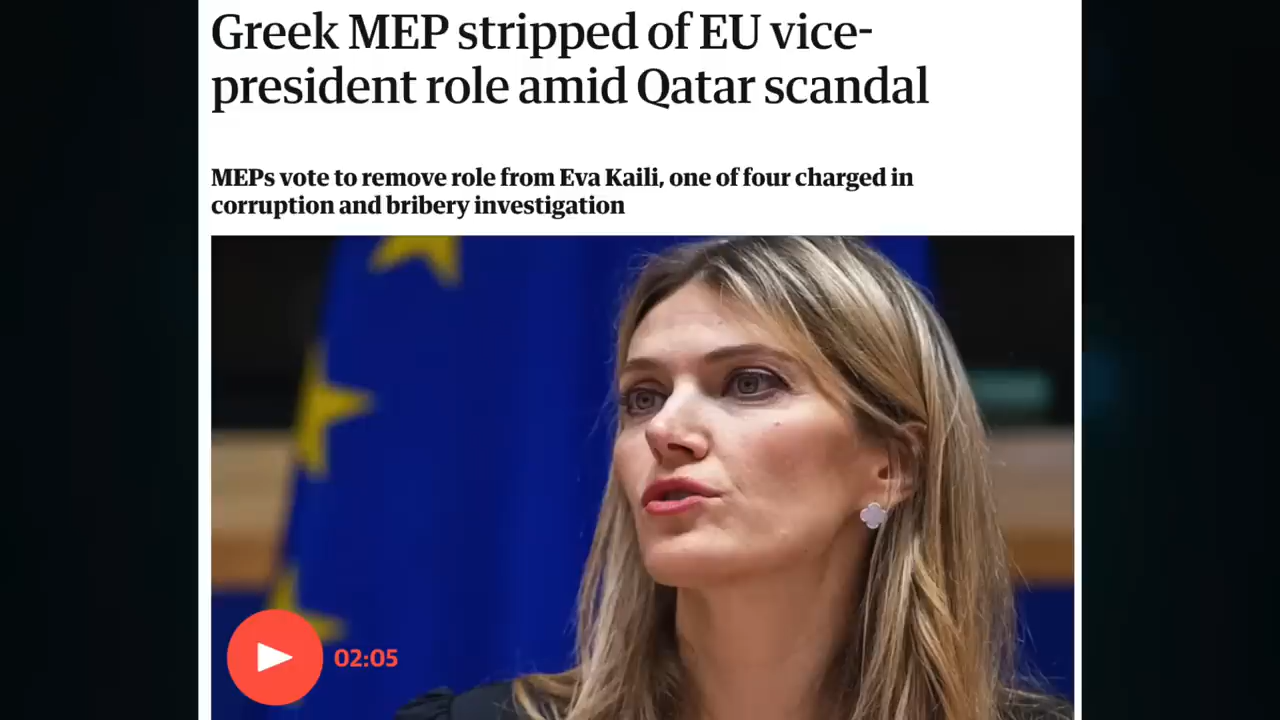 Greek MEP stripped of EU vice-
president role amid Qatar scandal
MEPs vote to remove role from Eva Kaili, one of four charged in
corruption and bribery investigation
02:05